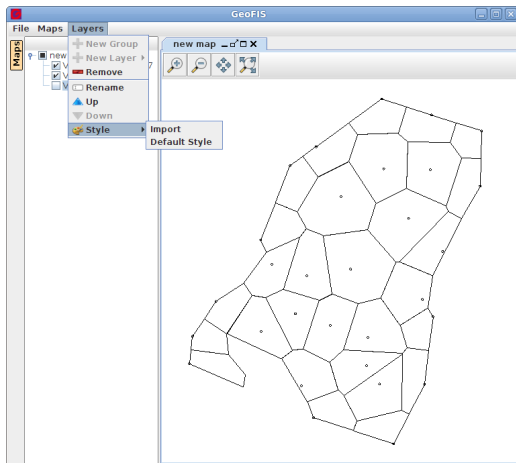 GeoFIS
File Maps Layers
Maps
new
new map
New Group
New Layer
7
Remove
Rename
Up
Down
Style
Import
Default Style